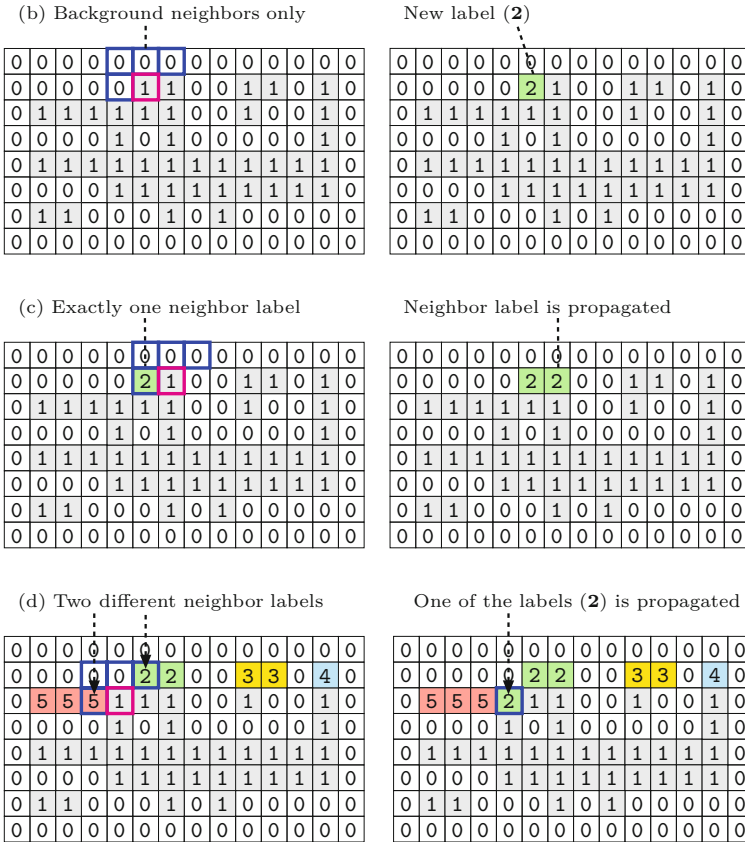 (b) Background neighbors only
0 0 0 0 0 0 0 0 0 0 0 0 0 0
0 0 0 0 0 1 1 0 0 1 1 0 1 0
0 1 1 1 1 1 1 0 0 1 0 0 1 0
0 0 0 0 1 0 1 0 0 0 0 0 1 0
0 1 1 1 1 1 1 1 1 1 1 1 1 0
0 0 0 0 1 1 1 1 1 1 1 1 1 0
0 1 1 0 0 0 1 0 1 0 0 0 0 0
0 0 0 0 0 0 0 0 0 0 0 0 0 0
New label (2)
0 0 0 0 0 0 0 0 0 0 0 0 0 0
0 0 0 0 0 2 1 0 0 1 1 0 1 0
0 1 1 1 1 1 1 0 0 1 0 0 1 0
0 0 0 0 1 0 1 0 0 0 0 0 1 0
0 1 1 1 1 1 1 1 1 1 1 1 1 0
0 0 0 0 1 1 1 1 1 1 1 1 1 0
0 1 1 0 0 0 1 0 1 0 0 0 0 0
0 0 0 0 0 0 0 0 0 0 0 0 0 0
(c) Exactly one neighbor label
0 0 0 0 0 0 0 0 0 0 0 0 0 0
0 0 0 0 0 2 1 0 0 1 1 0 1 0
0 1 1 1 1 1 1 0 0 1 0 0 1 0
0 0 0 0 1 0 1 0 0 0 0 0 1 0
0 1 1 1 1 1 1 1 1 1 1 1 1 0
0 0 0 0 1 1 1 1 1 1 1 1 1 0
0 1 1 0 0 0 1 0 1 0 0 0 0 0
0 0 0 0 0 0 0 0 0 0 0 0 0 0
Neighbor label is propagated
0 0 0 0 0 0 0 0 0 0 0 0 0 0
0 0 0 0 0 2 2 0 0 1 1 0 1 0
0 1 1 1 1 1 1 0 0 1 0 0 1 0
0 0 0 0 1 0 1 0 0 0 0 0 1 0
0 1 1 1 1 1 1 1 1 1 1 1 1 0
0 0 0 0 1 1 1 1 1 1 1 1 1 0
0 1 1 0 0 0 1 0 1 0 0 0 0 0
0 0 0 0 0 0 0 0 0 0 0 0 0 0
(d) Two different neighbor labels
0 0 0 0 0 0 0 0 0 0 0 0 0 0
0 0 0 0 0 2 2 0 0 3 3 0 4 0
0 5 5 5 1 1 1 0 0 1 0 0 1 0
0 0 0 0 1 0 1 0 0 0 0 0 1 0
0 1 1 1 1 1 1 1 1 1 1 1 1 0
0 0 0 0 1 1 1 1 1 1 1 1 1 0
0 1 1 0 0 0 1 0 1 0 0 0 0 0
0 0 0 0 0 0 0 0 0 0 0 0 0 0
One of the labels (2) is propagated
0 0 0 0 0 0 0 0 0 0 0 0 0 0
0 0 0 0 0 2 2 0 0 3 3 0 4 0
0 5 5 5 2 1 1 0 0 1 0 0 1 0
0 0 0 0 1 0 1 0 0 0 0 0 1 0
0 1 1 1 1 1 1 1 1 1 1 1 1 0
0 0 0 0 1 1 1 1 1 1 1 1 1 0
0 1 1 0 0 0 1 0 1 0 0 0 0 0
0 0 0 0 0 0 0 0 0 0 0 0 0 0